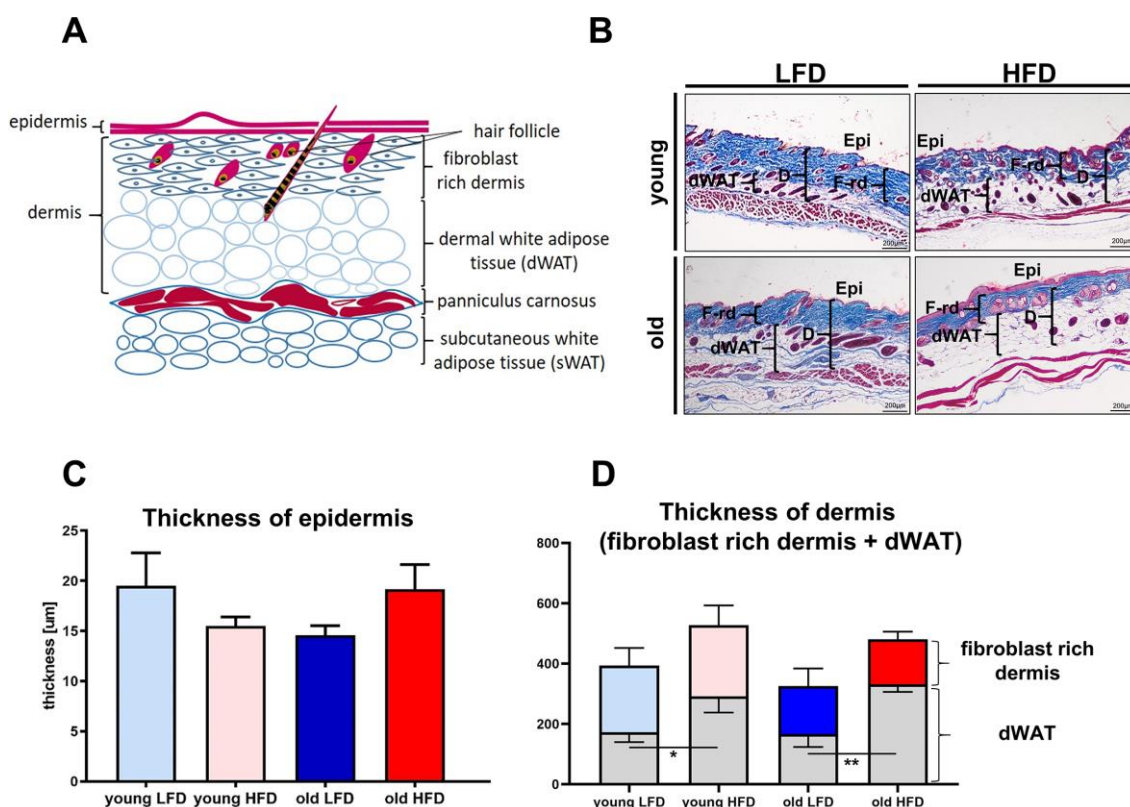 A
epidermis
dermis
hair follicle
fibroblast
rich dermis
dermal white adipose
tissue (dWAT)
panniculus carnosus
subcutaneous white
adipose tissue (sWAT)
B
LFD
HFD
young
old
Epi
dWAT
D
F-rd
200µm
Epi
F-rd
D
dWAT
200µm
Epi
F-rd
D
dWAT
200µm
Epi
F-rd
D
dWAT
200µm
C
Thickness of epidermis
thickness [um]
25
20
15
10
5
0
young LFD
young HFD
old LFD
old HFD
D
Thickness of dermis
(fibroblast rich dermis + dWAT)
800
600
400
200
0
*
**
young LFD
young HFD
old LFD
old HFD
fibroblast rich
dermis
dWAT